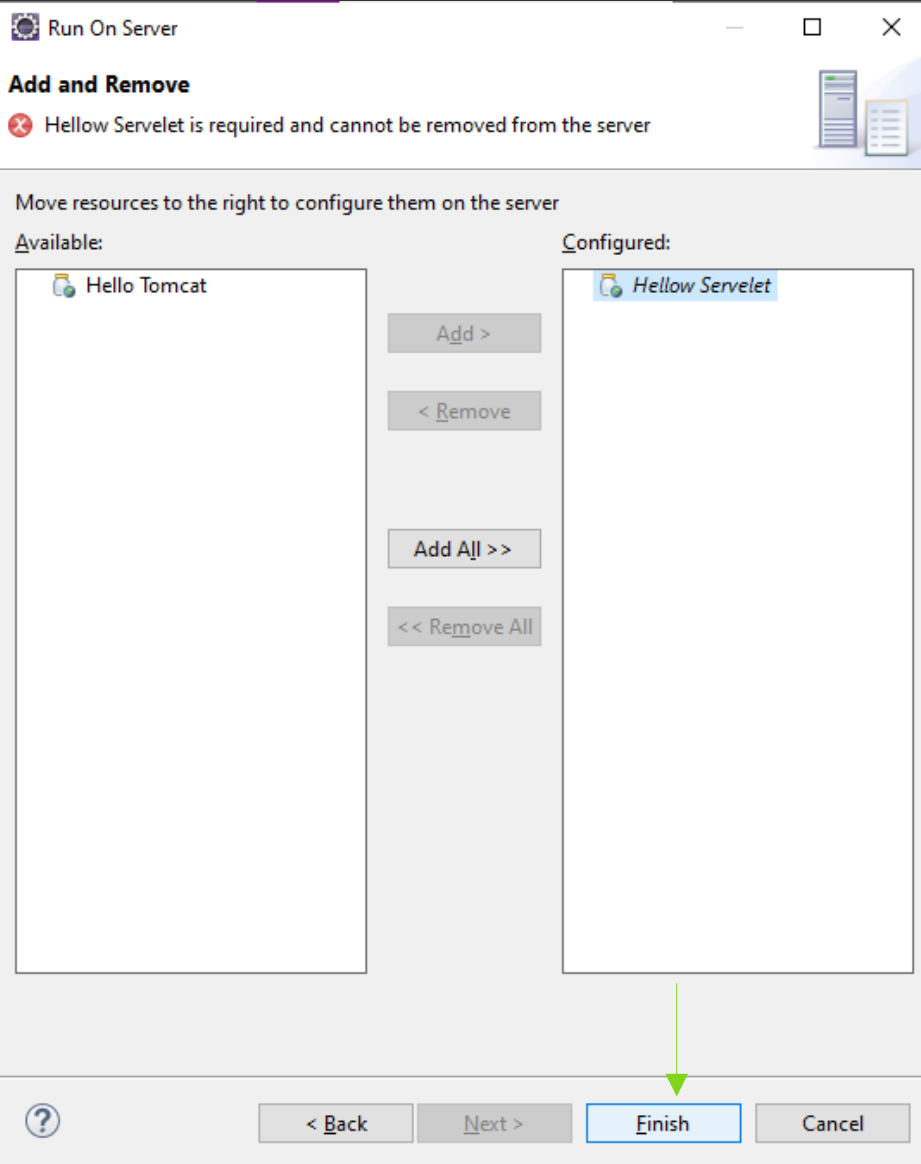 Run On Server
Add and Remove
Hellow Servelet is required and cannot be removed from the server
Move resources to the right to configure them on the server
Available:
Configured:
Hello Tomcat
Hellow Servelet
Add >
< Remove
Add All >>
<< Remove All
?
< Back
Next >
Finish
Cancel